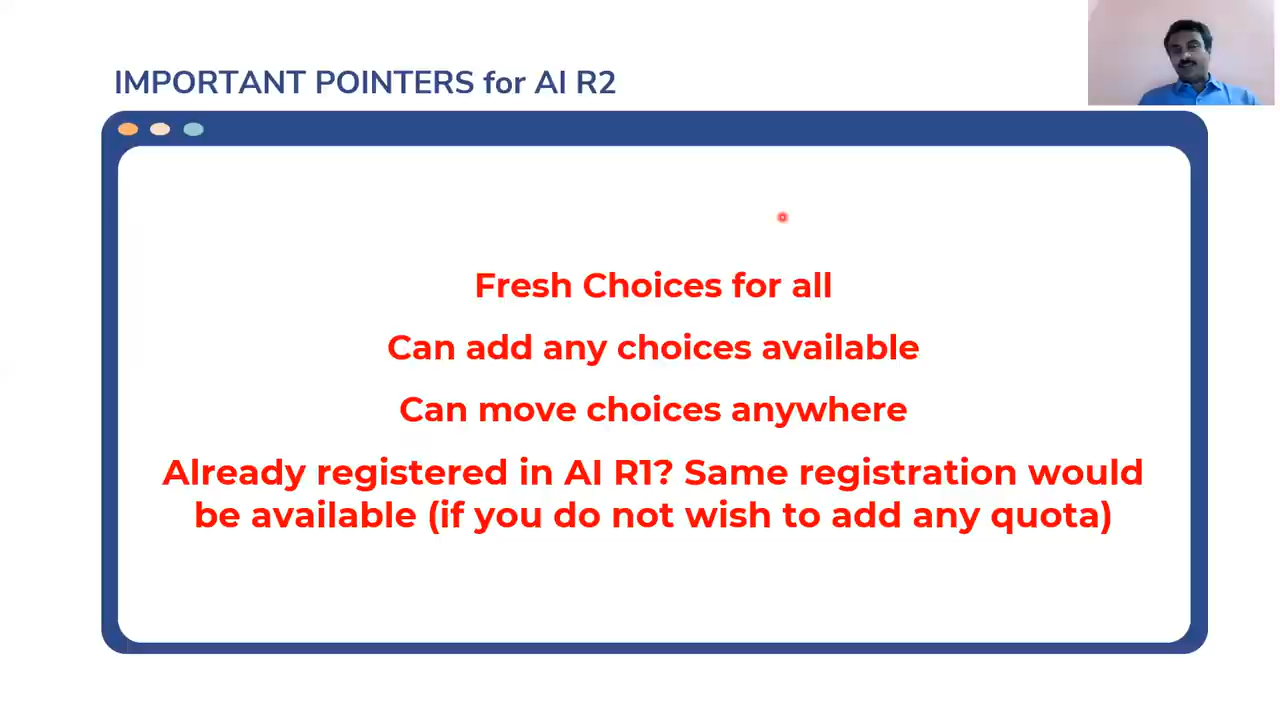 IMPORTANT POINTERS for AI R2
Fresh Choices for all
Can add any choices available
Can move choices anywhere
Already registered in AI R1? Same registration would
be available (if you do not wish to add any quota)